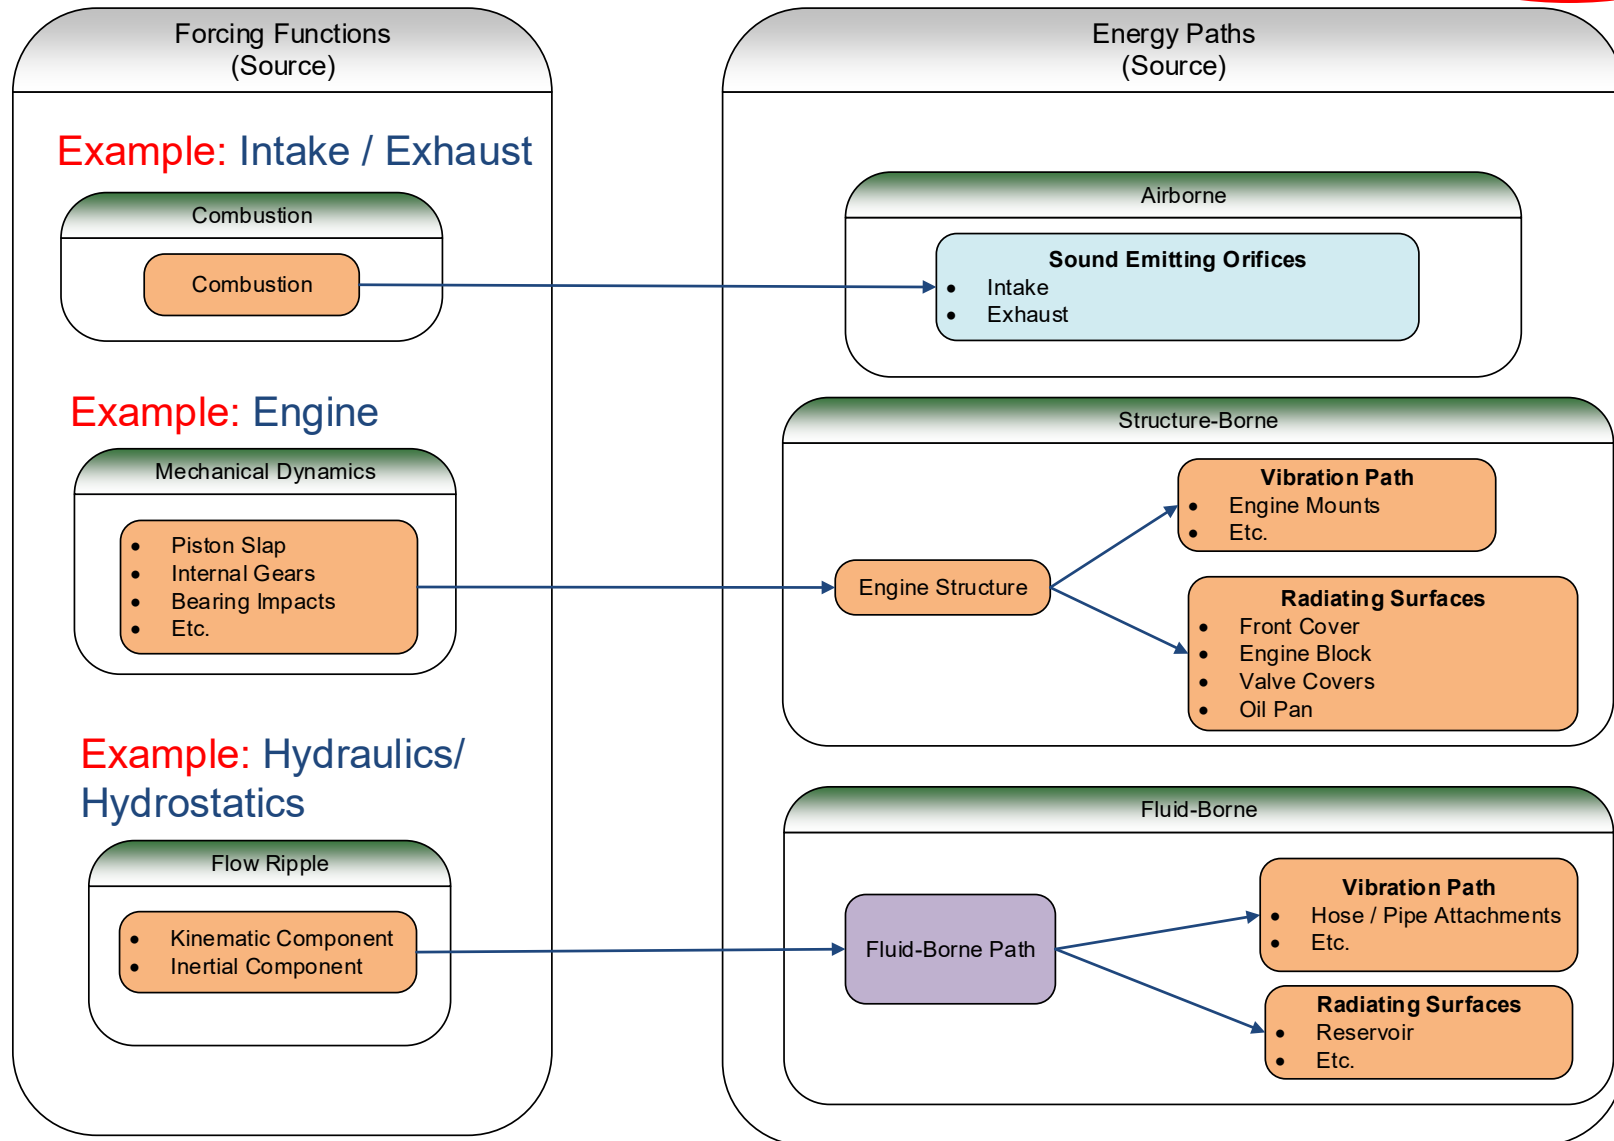 Forcing Functions
(Source)
Example: Intake / Exhaust
Combustion
Combustion
Example: Engine
Mechanical Dynamics
• Piston Slap
• Internal Gears
• Bearing Impacts
• Etc.
Example: Hydraulics/
Hydrostatics
Flow Ripple
• Kinematic Component
• Inertial Component
Energy Paths
(Source)
Airborne
Sound Emitting Orifices
• Intake
• Exhaust
Structure-Borne
Engine Structure
Vibration Path
• Engine Mounts
• Etc.
Radiating Surfaces
• Front Cover
• Engine Block
• Valve Covers
• Oil Pan
Fluid-Borne
Fluid-Borne Path
Vibration Path
• Hose / Pipe Attachments
• Etc.
Radiating Surfaces
• Reservoir
• Etc.